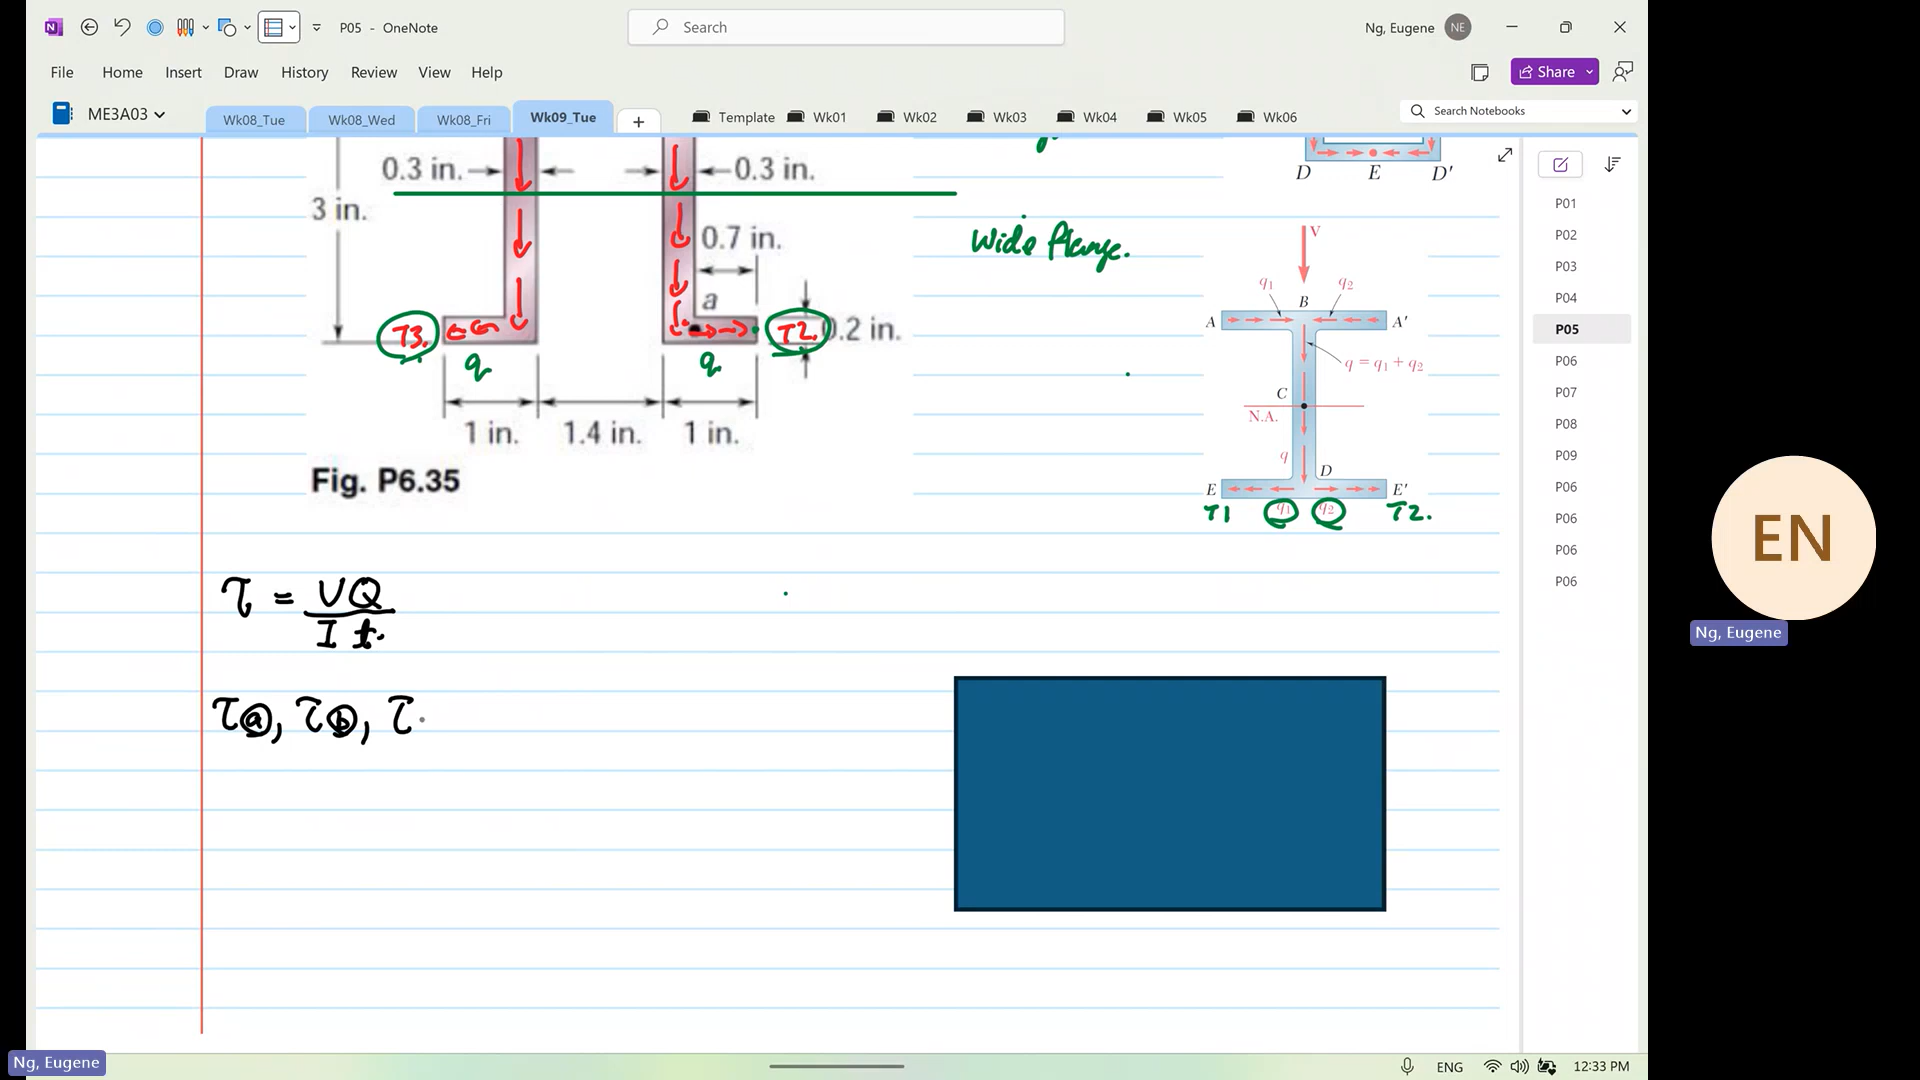 P05 - OneNote
Search
Ng, Eugene
NE
File Home Insert Draw History Review View Help
Share
ME3A03
Wk08_Tue
Wk08_Wed
Wk08_Fri
Wk09_Tue
+
Template
Wk01
Wk02
Wk03
Wk04
Wk05
Wk06
Search Notebooks
0.3 in.
0.3 in.
3 in.
0.7 in.
a
0.2 in.
T3.
T2.
q
q
1 in.
1.4 in.
1 in.
Fig. P6.35
D E D'
Wide Flange.
V
q1
B
q2
A
A'
q = q1 + q2
C
N.A.
q
D
E
E'
T1
q1
q2
T2.
τ = VQ
I t.
τ@a, τ@b, τ
P01
P02
P03
P04
P05
P06
P07
P08
P09
P06
P06
P06
P06
EN
Ng, Eugene
Ng, Eugene
ENG
12:33 PM